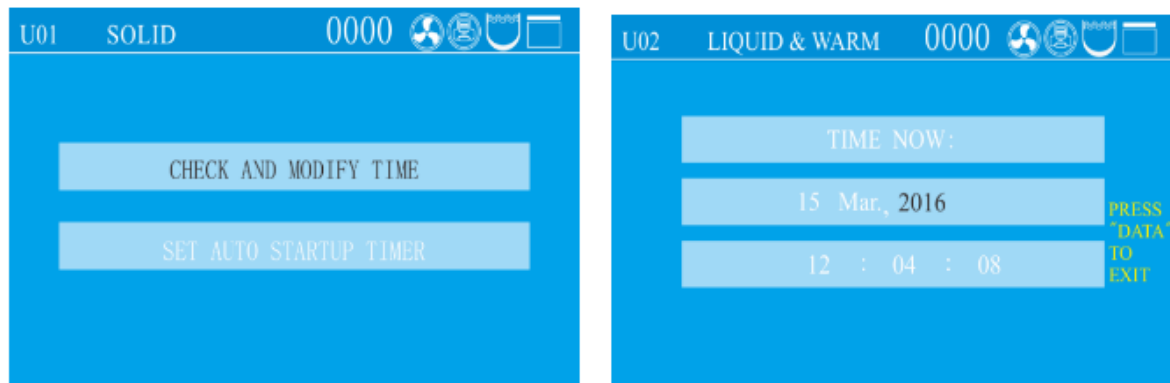 U01 SOLID 0000
CHECK AND MODIFY TIME
SET AUTO STARTUP TIMER
U02 LIQUID & WARM 0000
TIME NOW:
15 Mar., 2016
12 : 04 : 08
PRESS
"DATA"
TO
EXIT